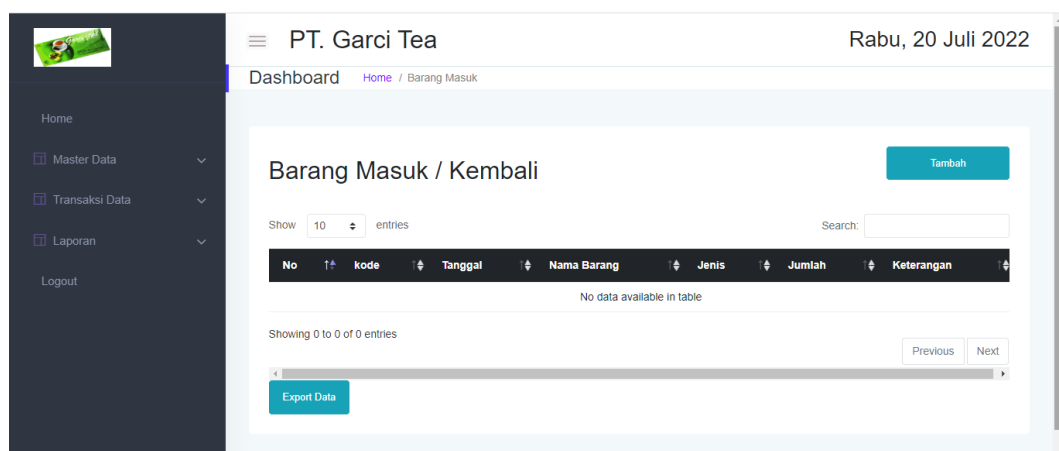 PT. Garci Tea
Rabu, 20 Juli 2022
Dashboard Home / Barang Masuk
Home
Master Data
Transaksi Data
Laporan
Logout
Barang Masuk / Kembali
Tambah
Show 10 entries
Search:
No kode Tanggal Nama Barang Jenis Jumlah Keterangan
No data available in table
Showing 0 to 0 of 0 entries
Previous Next
Export Data